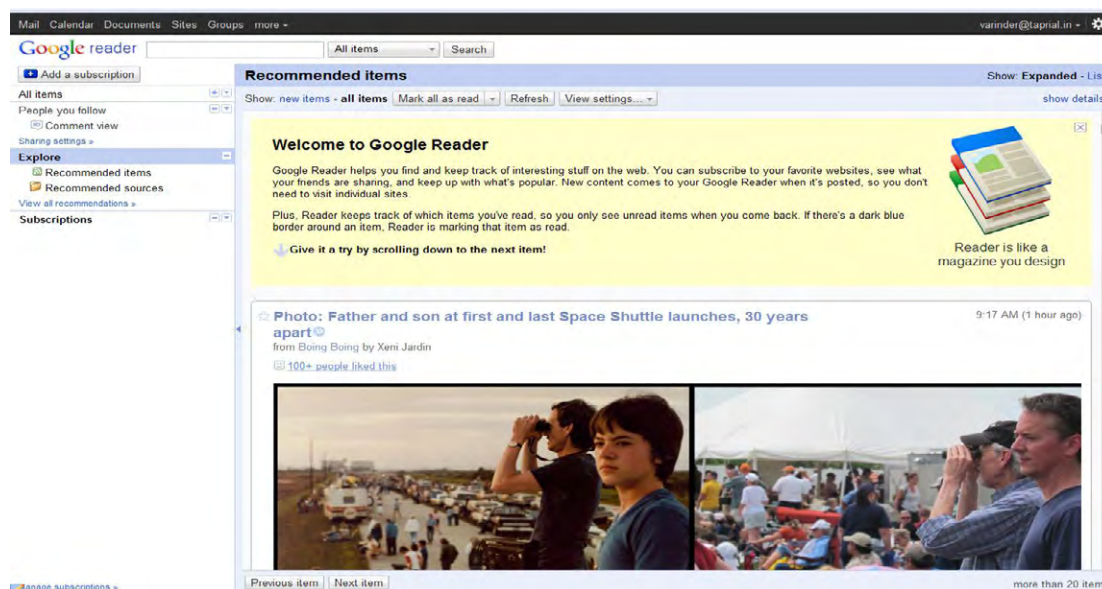 Mail Calendar Documents Sites Groups more
varinder@taprial.in
Google reader
All items
Search
Add a subscription
All items
People you follow
Comment view
Sharing settings »
Explore
Recommended items
Recommended sources
View all recommendations »
Subscriptions
Recommended items
Show: Expanded - Lis
Show: new items - all items Mark all as read Refresh View settings...
show details
Welcome to Google Reader
Google Reader helps you find and keep track of interesting stuff on the web. You can subscribe to your favorite websites, see what
your friends are sharing, and keep up with what's popular. New content comes to your Google Reader when it's posted, so you don't
need to visit individual sites.
Plus, Reader keeps track of which items you've read, so you only see unread items when you come back. If there's a dark blue
border around an item, Reader is marking that item as read.
Give it a try by scrolling down to the next item!
Reader is like a
magazine you design
Photo: Father and son at first and last Space Shuttle launches, 30 years
apart
9:17 AM (1 hour ago)
from Boing Boing by Xeni Jardin
100+ people liked this
Previous item Next item
more than 20 item
anage subscriptions »